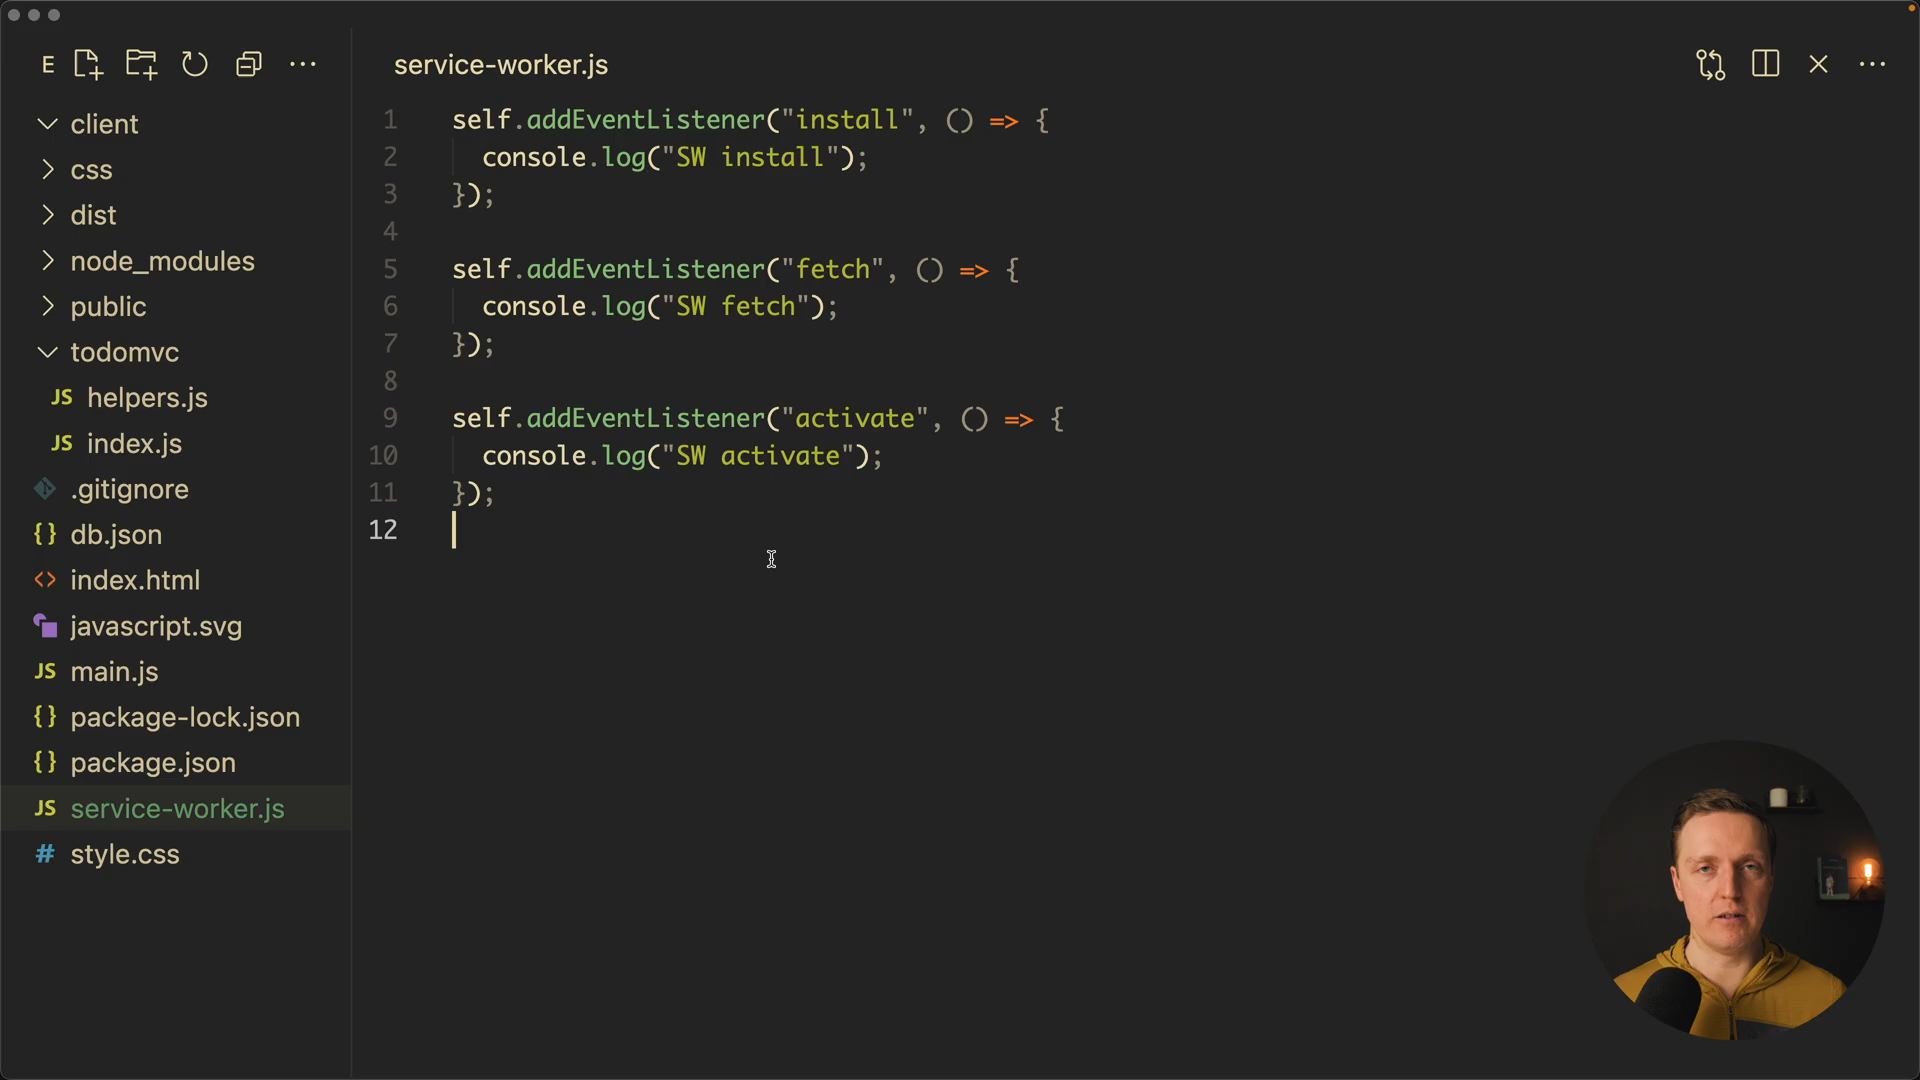 E
client
css
dist
node_modules
public
todomvc
JS helpers.js
JS index.js
.gitignore
{} db.json
<> index.html
javascript.svg
JS main.js
{} package-lock.json
{} package.json
JS service-worker.js
# style.css
service-worker.js
1 self.addEventListener("install", () => {
2 console.log("SW install");
3 });
4
5 self.addEventListener("fetch", () => {
6 console.log("SW fetch");
7 });
8
9 self.addEventListener("activate", () => {
10 console.log("SW activate");
11 });
12